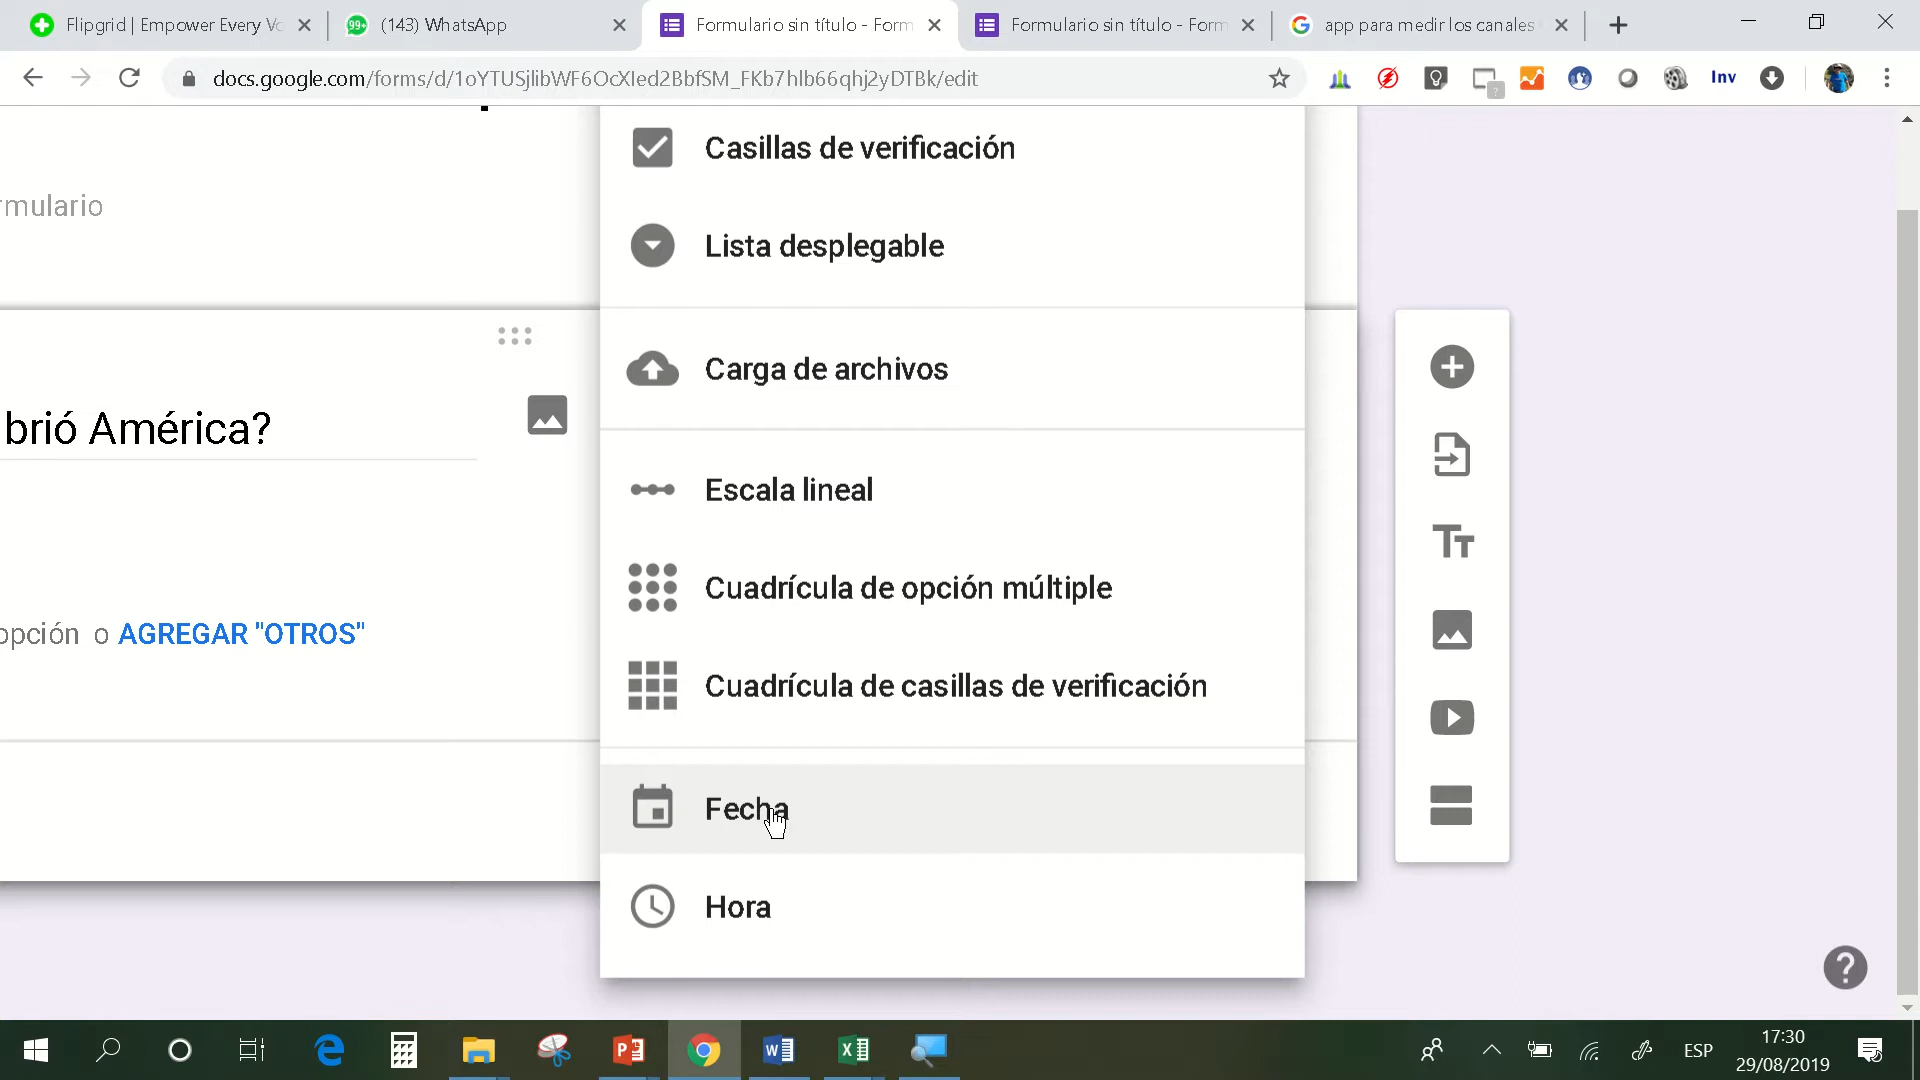 Flipgrid | Empower Every Vo
(143) WhatsApp
Formulario sin título - Form
Formulario sin título - Form
app para medir los canales
docs.google.com/forms/d/1oYTUSjlibWF6OcXIed2BbfSM_FKb7hlb66qhj2yDTBk/edit
Inv
Casillas de verificación
rmulario
Lista desplegable
Carga de archivos
brió América?
Escala lineal
Cuadrícula de opción múltiple
opción o AGREGAR "OTROS"
Cuadrícula de casillas de verificación
Fecha
Hora
ESP
17:30
29/08/2019